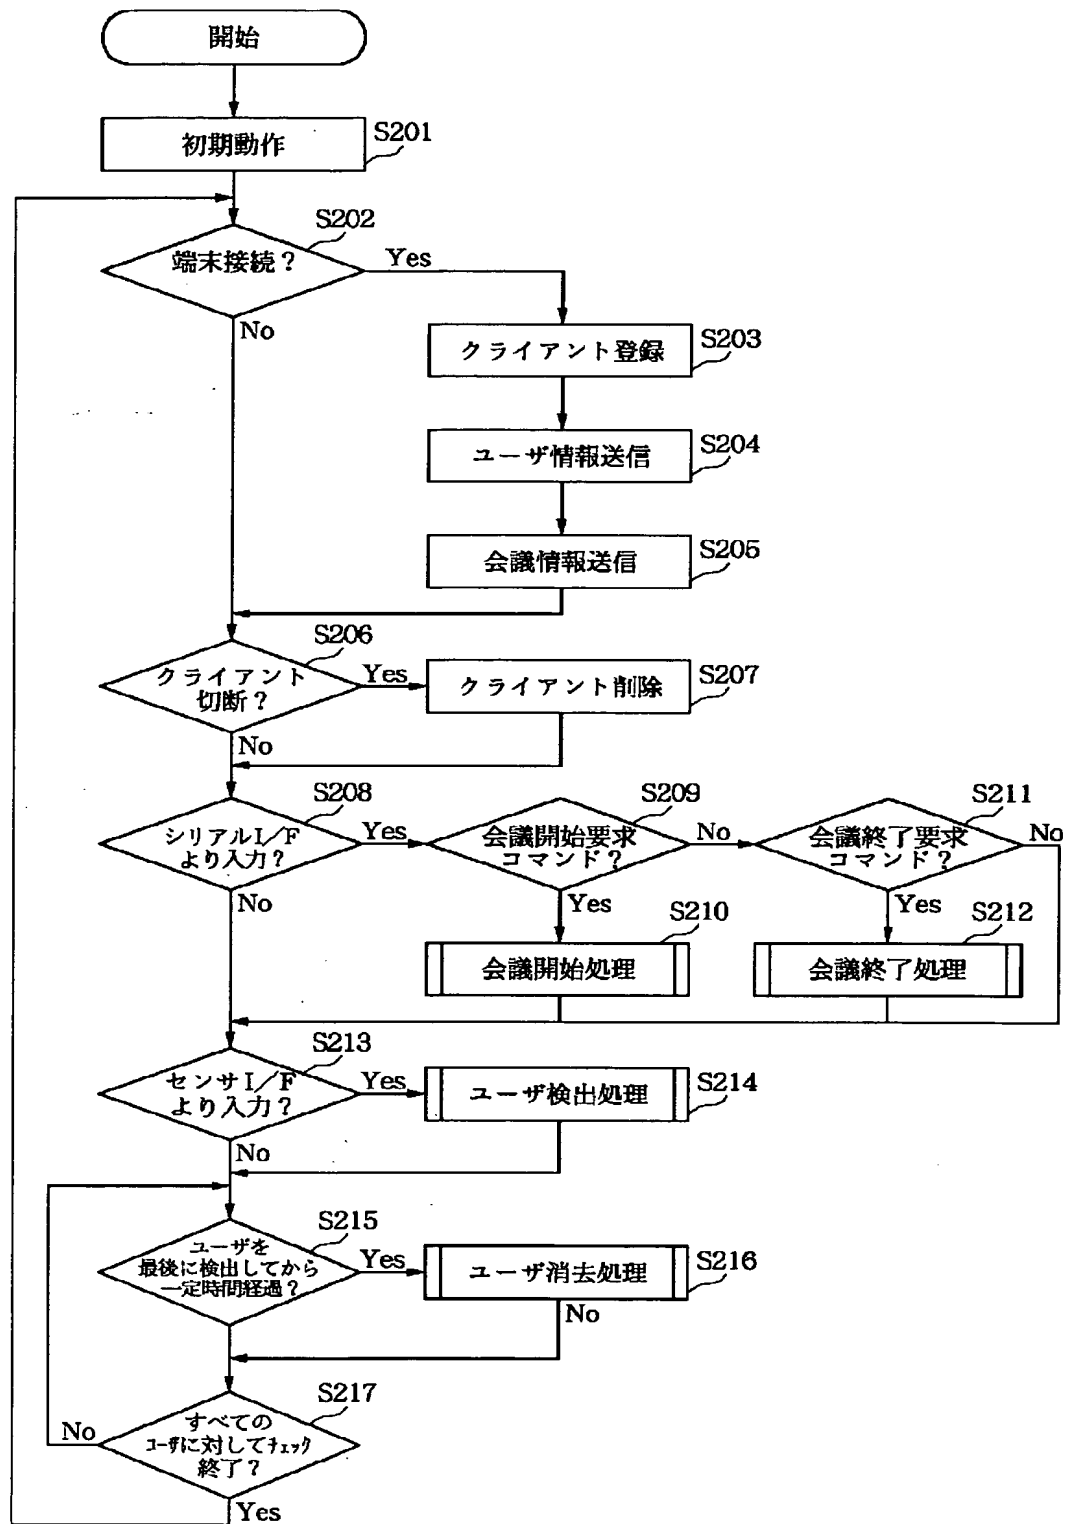 開始
初期動作
S201
S202
端末接続?
Yes
No
クライアント登録
S203
ユーザ情報送信
S204
会議情報送信
S205
S206
クライアント
切断?
Yes
No
クライアント削除
S207
S208
シリアルI/F
より入力?
Yes
No
S209
会議開始要求
コマンド?
No
Yes
S211
会議終了要求
コマンド?
No
Yes
S210
会議開始処理
S212
会議終了処理
S213
センサI/F
より入力?
Yes
No
ユーザ検出処理
S214
S215
ユーザを
最後に検出してから
一定時間経過?
Yes
ユーザ消去処理
S216
No
S217
すべての
ユーザに対してチェック
終了?
No
Yes